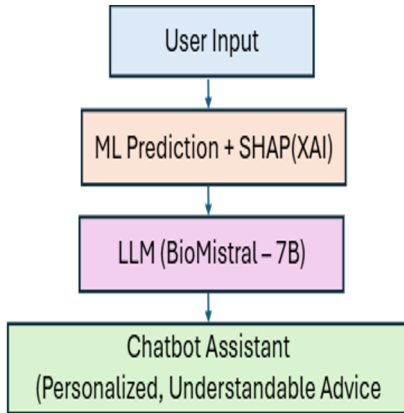 User Input
ML Prediction + SHAP(XAI)
LLM (BioMistral – 7B)
Chatbot Assistant
(Personalized, Understandable Advice